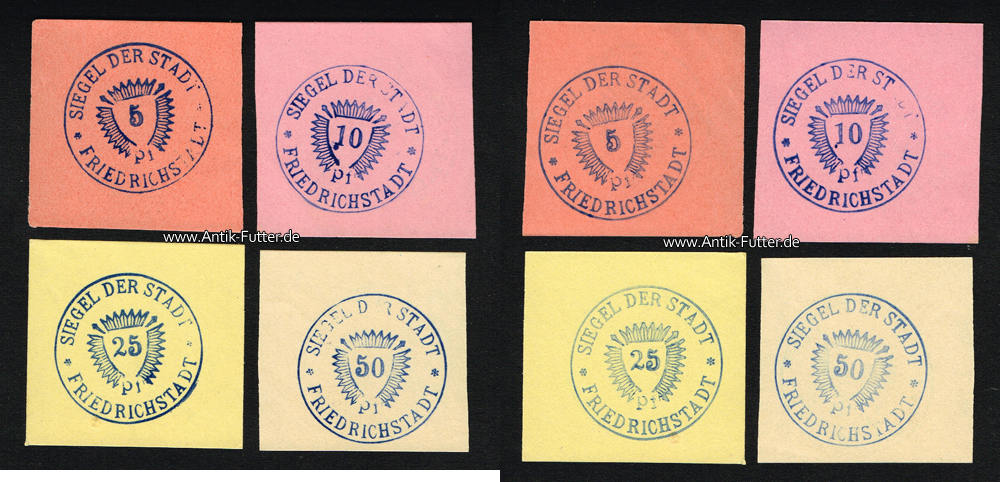 SIEGEL DER STADT
5
Pf
* FRIEDRICHSTADT *
SIEGEL DER STADT
10
Pf
* FRIEDRICHSTADT *
SIEGEL DER STADT
5
Pf
* FRIEDRICHSTADT *
SIEGEL DER ST
10
Pf
* FRIEDRICHSTADT *
www.Antik-Futter.de
www.Antik-Futter.de
SIEGEL DER STADT
25
Pf
* FRIEDRICHSTADT *
SIEGEL D R STADT
50
Pf
* FRIEDRICHSTADT *
SIEGEL DER STADT
25
Pf
* FRIEDRICHSTADT *
SIEGEL DER STADT
50
Pf
* FRIEDRICHSTADT *